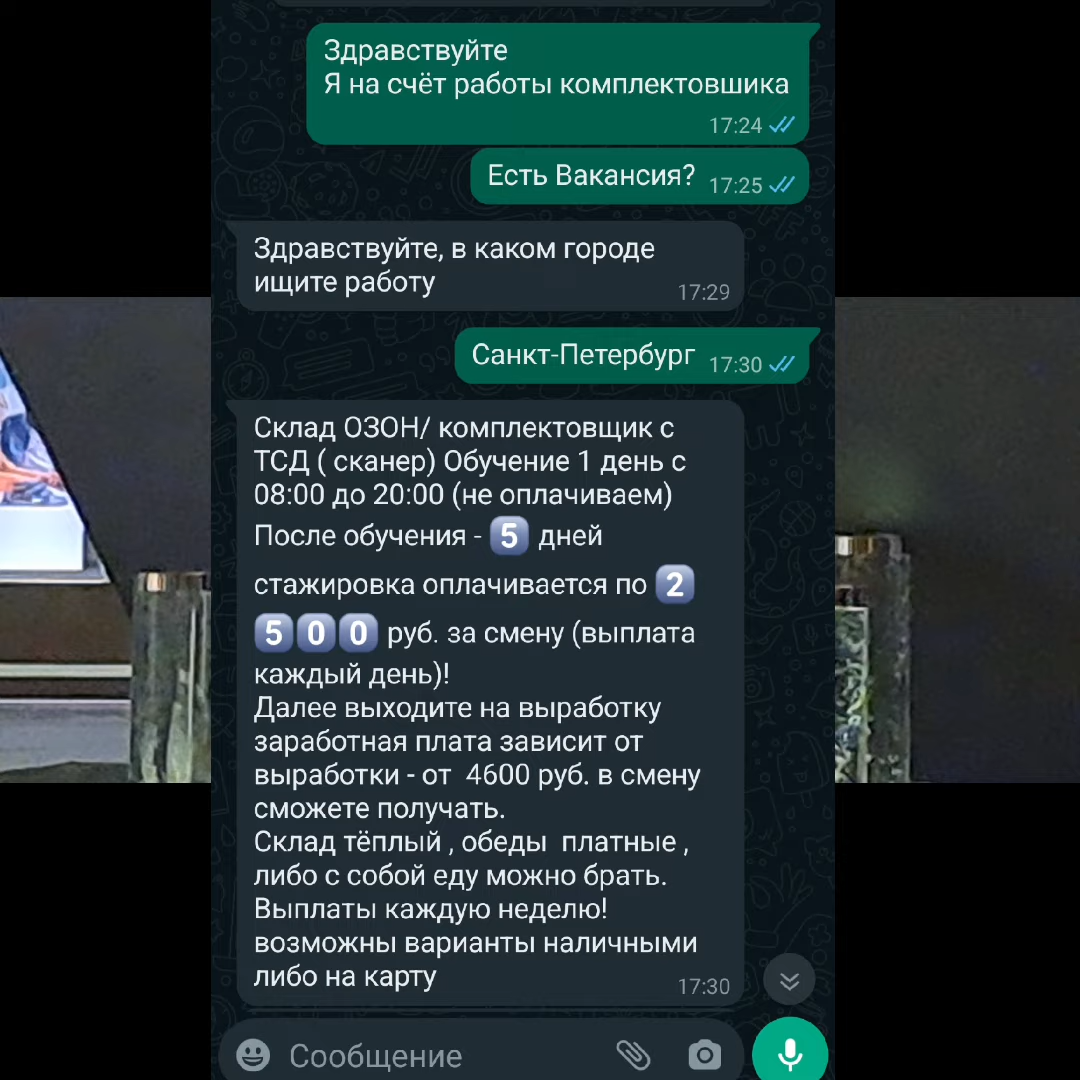 Здравствуйте
Я на счёт работы комплектовшика
17:24
Есть Вакансия?
17:25
Здравствуйте, в каком городе
ищите работу
17:29
Санкт-Петербург
17:30
Склад ОЗОН/ комплектовщик с
ТСД ( сканер) Обучение 1 день с
08:00 до 20:00 (не оплачиваем)
После обучения - 5️⃣ дней
стажировка оплачивается по 2️⃣
5️⃣0️⃣0️⃣ руб. за смену (выплата
каждый день)!
Далее выходите на выработку
заработная плата зависит от
выработки - от  4600 руб. в смену
сможете получать.
Склад тёплый , обеды  платные ,
либо с собой еду можно брать.
Выплаты каждую неделю!
возможны варианты наличными
либо на карту
17:30
Сообщение